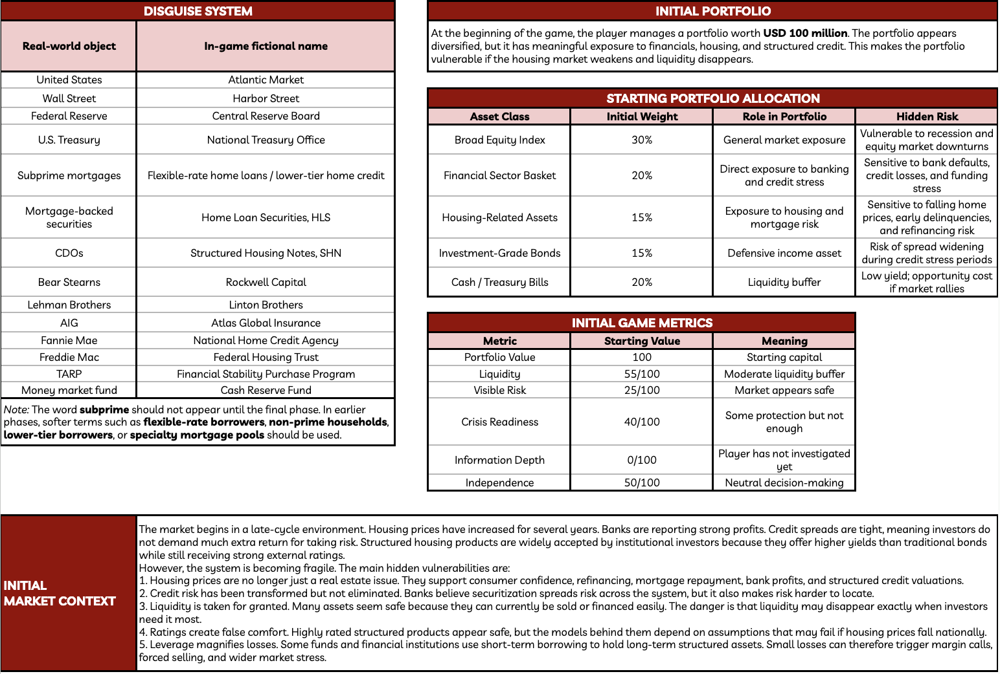 DISGUISE SYSTEM
Real-world object
In-game fictional name
United States
Atlantic Market
Wall Street
Harbor Street
Federal Reserve
Central Reserve Board
U.S. Treasury
National Treasury Office
Subprime mortgages
Flexible-rate home loans / lower-tier home credit
Mortgage-backed
securities
Home Loan Securities, HLS
CDOs
Structured Housing Notes, SHN
Bear Stearns
Rockwell Capital
Lehman Brothers
Linton Brothers
AIG
Atlas Global Insurance
Fannie Mae
National Home Credit Agency
Freddie Mac
Federal Housing Trust
TARP
Financial Stability Purchase Program
Money market fund
Cash Reserve Fund
Note: The word subprime should not appear until the final phase. In earlier
phases, softer terms such as flexible-rate borrowers, non-prime households,
lower-tier borrowers, or specialty mortgage pools should be used.
INITIAL PORTFOLIO
At the beginning of the game, the player manages a portfolio worth USD 100 million. The portfolio appears
diversified, but it has meaningful exposure to financials, housing, and structured credit. This makes the portfolio
vulnerable if the housing market weakens and liquidity disappears.
STARTING PORTFOLIO ALLOCATION
Asset Class
Initial Weight
Role in Portfolio
Hidden Risk
Broad Equity Index
30%
General market exposure
Vulnerable to recession and
equity market downturns
Financial Sector Basket
20%
Direct exposure to banking
and credit stress
Sensitive to bank defaults,
credit losses, and funding
stress
Housing-Related Assets
15%
Exposure to housing and
mortgage risk
Sensitive to falling home
prices, early delinquencies,
and refinancing risk
Investment-Grade Bonds
15%
Defensive income asset
Risk of spread widening
during credit stress periods
Cash / Treasury Bills
20%
Liquidity buffer
Low yield; opportunity cost
if market rallies
INITIAL GAME METRICS
Metric
Starting Value
Meaning
Portfolio Value
100
Starting capital
Liquidity
55/100
Moderate liquidity buffer
Visible Risk
25/100
Market appears safe
Crisis Readiness
40/100
Some protection but not
enough
Information Depth
0/100
Player has not investigated
yet
Independence
50/100
Neutral decision-making
INITIAL
MARKET CONTEXT
The market begins in a late-cycle environment. Housing prices have increased for several years. Banks are reporting strong profits. Credit spreads are tight, meaning investors do
not demand much extra return for taking risk. Structured housing products are widely accepted by institutional investors because they offer higher yields than traditional bonds
while still receiving strong external ratings.
However, the system is becoming fragile. The main hidden vulnerabilities are:
1. Housing prices are no longer just a real estate issue. They support consumer confidence, refinancing, mortgage repayment, bank profits, and structured credit valuations.
2. Credit risk has been transformed but not eliminated. Banks believe securitization spreads risk across the system, but it also makes risk harder to locate.
3. Liquidity is taken for granted. Many assets seem safe because they can currently be sold or financed easily. The danger is that liquidity may disappear exactly when investors
need it most.
4. Ratings create false comfort. Highly rated structured products appear safe, but the models behind them depend on assumptions that may fail if housing prices fall nationally.
5. Leverage magnifies losses. Some funds and financial institutions use short-term borrowing to hold long-term structured assets. Small losses can therefore trigger margin calls,
forced selling, and wider market stress.